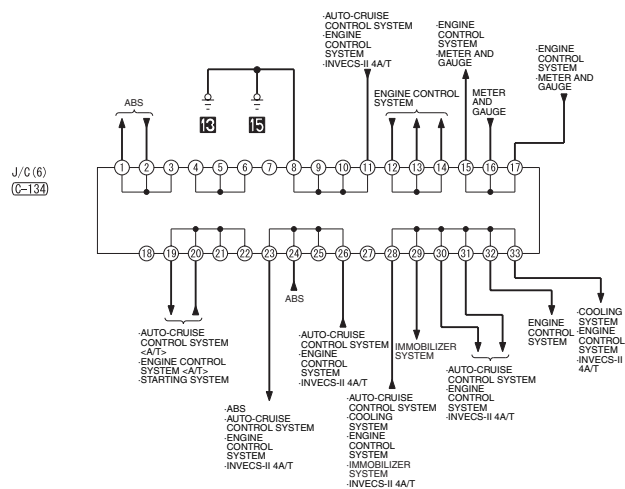 ·AUTO-CRUISE
CONTROL SYSTEM
·ENGINE
CONTROL
SYSTEM
·INVECS-II 4A/T
·ENGINE
CONTROL
SYSTEM
·METER AND
GAUGE
·ENGINE
CONTROL
SYSTEM
·METER AND
GAUGE
ABS
13
15
ENGINE CONTROL
SYSTEM
METER
AND
GAUGE
J/C(6)
C-134
1 2 3 4 5 6 7 8 9 10 11 12 13 14 15 16 17
18 19 20 21 22 23 24 25 26 27 28 29 30 31 32 33
·AUTO-CRUISE
CONTROL SYSTEM
<A/T>
·ENGINE CONTROL
SYSTEM <A/T>
·STARTING SYSTEM
·ABS
·AUTO-CRUISE
CONTROL SYSTEM
·ENGINE
CONTROL
SYSTEM
·INVECS-II 4A/T
ABS
·AUTO-CRUISE
CONTROL SYSTEM
·ENGINE
CONTROL
SYSTEM
·INVECS-II 4A/T
·AUTO-CRUISE
CONTROL SYSTEM
·COOLING
SYSTEM
·ENGINE
CONTROL
SYSTEM
·IMMOBILIZER
SYSTEM
·INVECS-II 4A/T
IMMOBILIZER
SYSTEM
·AUTO-CRUISE
CONTROL SYSTEM
·ENGINE
CONTROL
SYSTEM
·INVECS-II 4A/T
ENGINE
CONTROL
SYSTEM
·COOLING
SYSTEM
·ENGINE
CONTROL
SYSTEM
·INVECS-II
4A/T